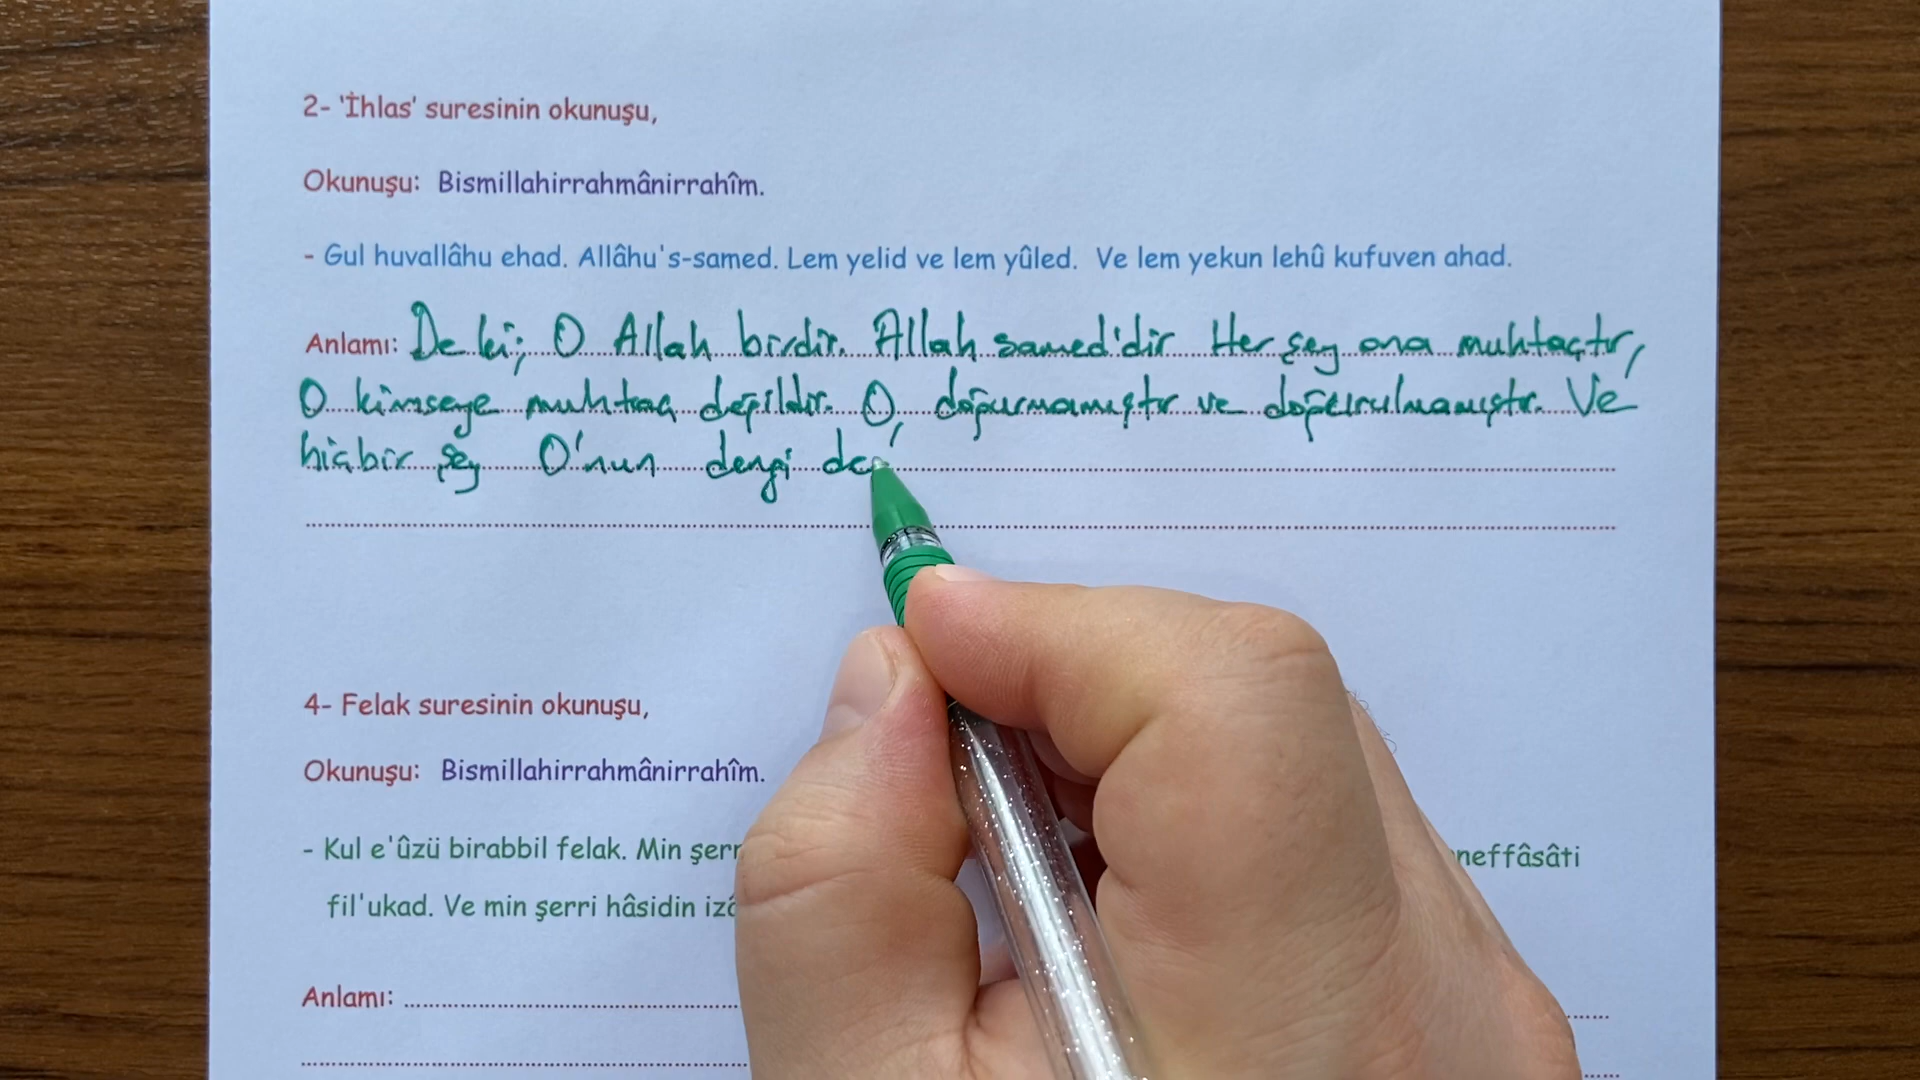 2- 'İhlas' suresinin okunuşu,
Okunuşu: Bismillahirrahmânirrahîm.
- Gul huvallâhu ehad. Allâhu's-samed. Lem yelid ve lem yûled. Ve lem yekun lehû kufuven ahad.
Anlamı: De ki; O Allah birdir. Allah samed'dir Her şey ona muhtaçtır,
O kimseye muhtaç değildir. O, doğurmamıştır ve doğurulmamıştır. Ve
hiçbir şey O'nun dengi de
4- Felak suresinin okunuşu,
Okunuşu: Bismillahirrahmânirrahîm.
- Kul e'ûzü birabbil felak. Min şerr neffâsâti
fil'ukad. Ve min şerri hâsidin iz
Anlamı: